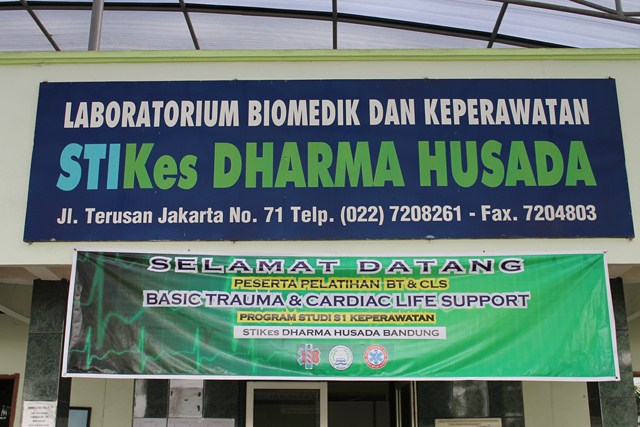 LABORATORIUM BIOMEDIK DAN KEPERAWATAN
STIKes DHARMA HUSADA
Jl. Terusan Jakarta No. 71 Telp. (022) 7208261 - Fax. 7204803
SELAMAT DATANG
PESERTA PELATIHAN BT & CLS
BASIC TRAUMA & CARDIAC LIFE SUPPORT
PROGRAM STUDI S1 KEPERAWATAN
STIKes DHARMA HUSADA BANDUNG